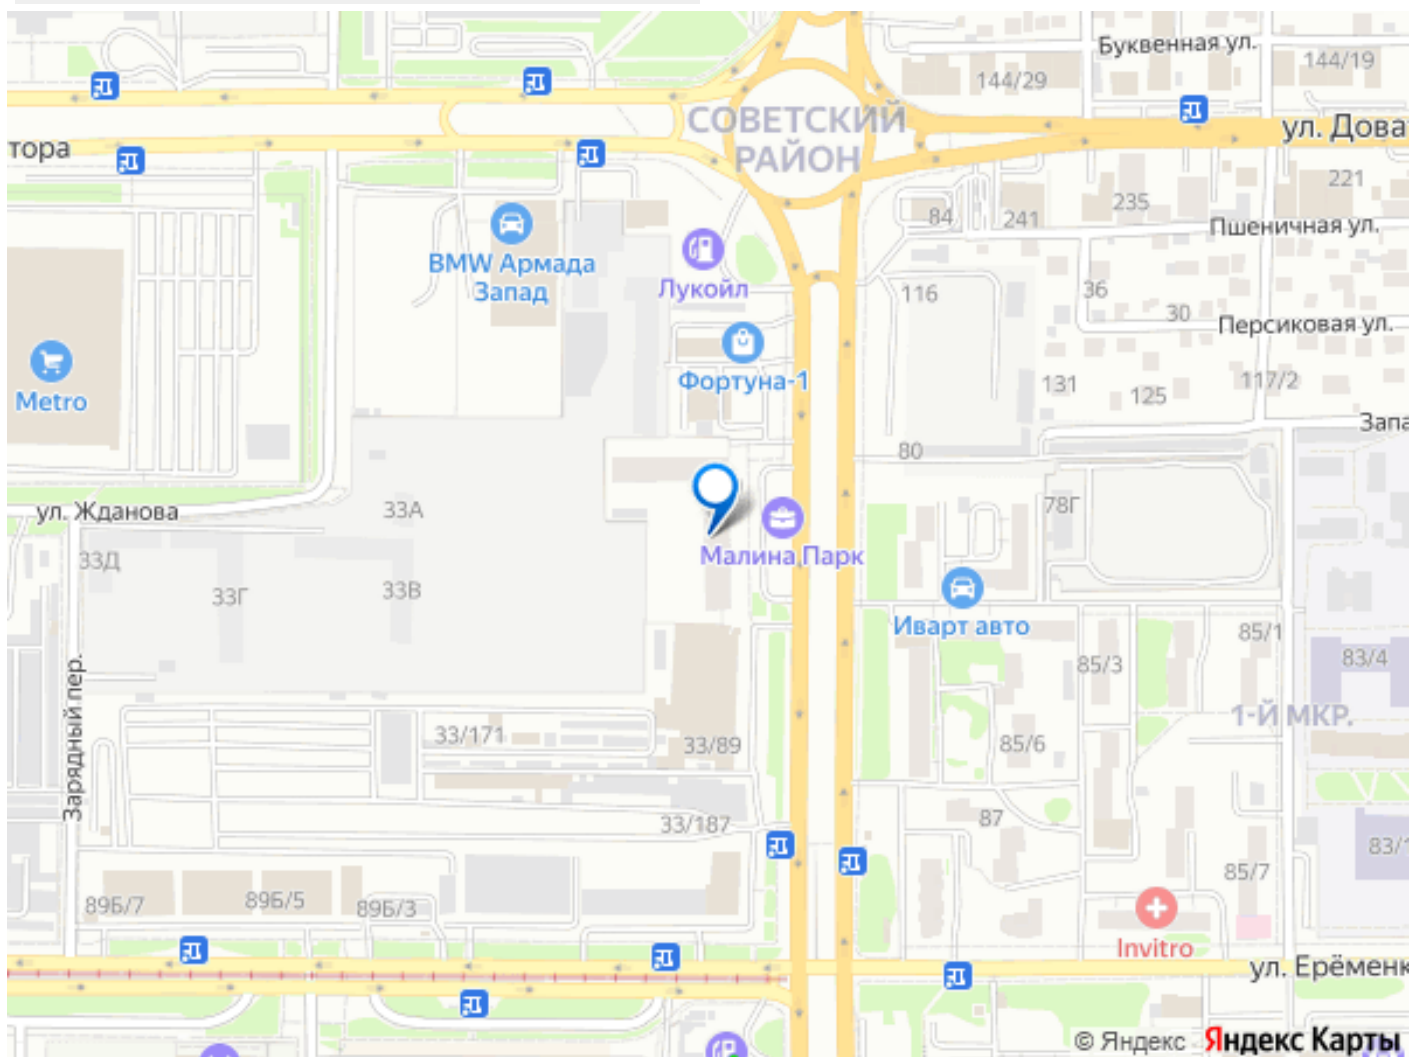 Буквенная ул.
144/19
144/29
СОВЕТСКИЙ
РАЙОН
ул. Дова
тора
221
235
84
241
Пшеничная ул.
BMW Армада
Запад
Лукойл
116
36
30
Персиковая ул.
Metro
Фортуна-1
131
125
117/2
Запа
80
ул. Жданова
33А
78Г
Малина Парк
33Д
33Г
33В
Иварт авто
85/1
85/3
83/4
Зарядный пер.
1-Й МКР.
33/171
33/89
85/6
33/187
87
83/1
85/7
89Б/7
89Б/5
89Б/3
Invitro
ул. Ерёменк
© Яндекс Яндекс Карты